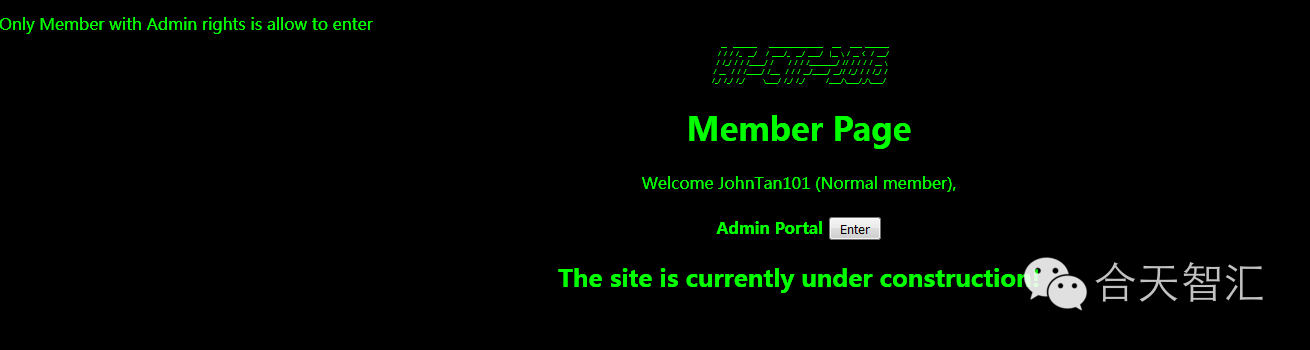 Only Member with Admin rights is allow to enter
Member Page
Welcome JohnTan101 (Normal member),
Admin Portal Enter
The site is currently under construction!
合天智汇